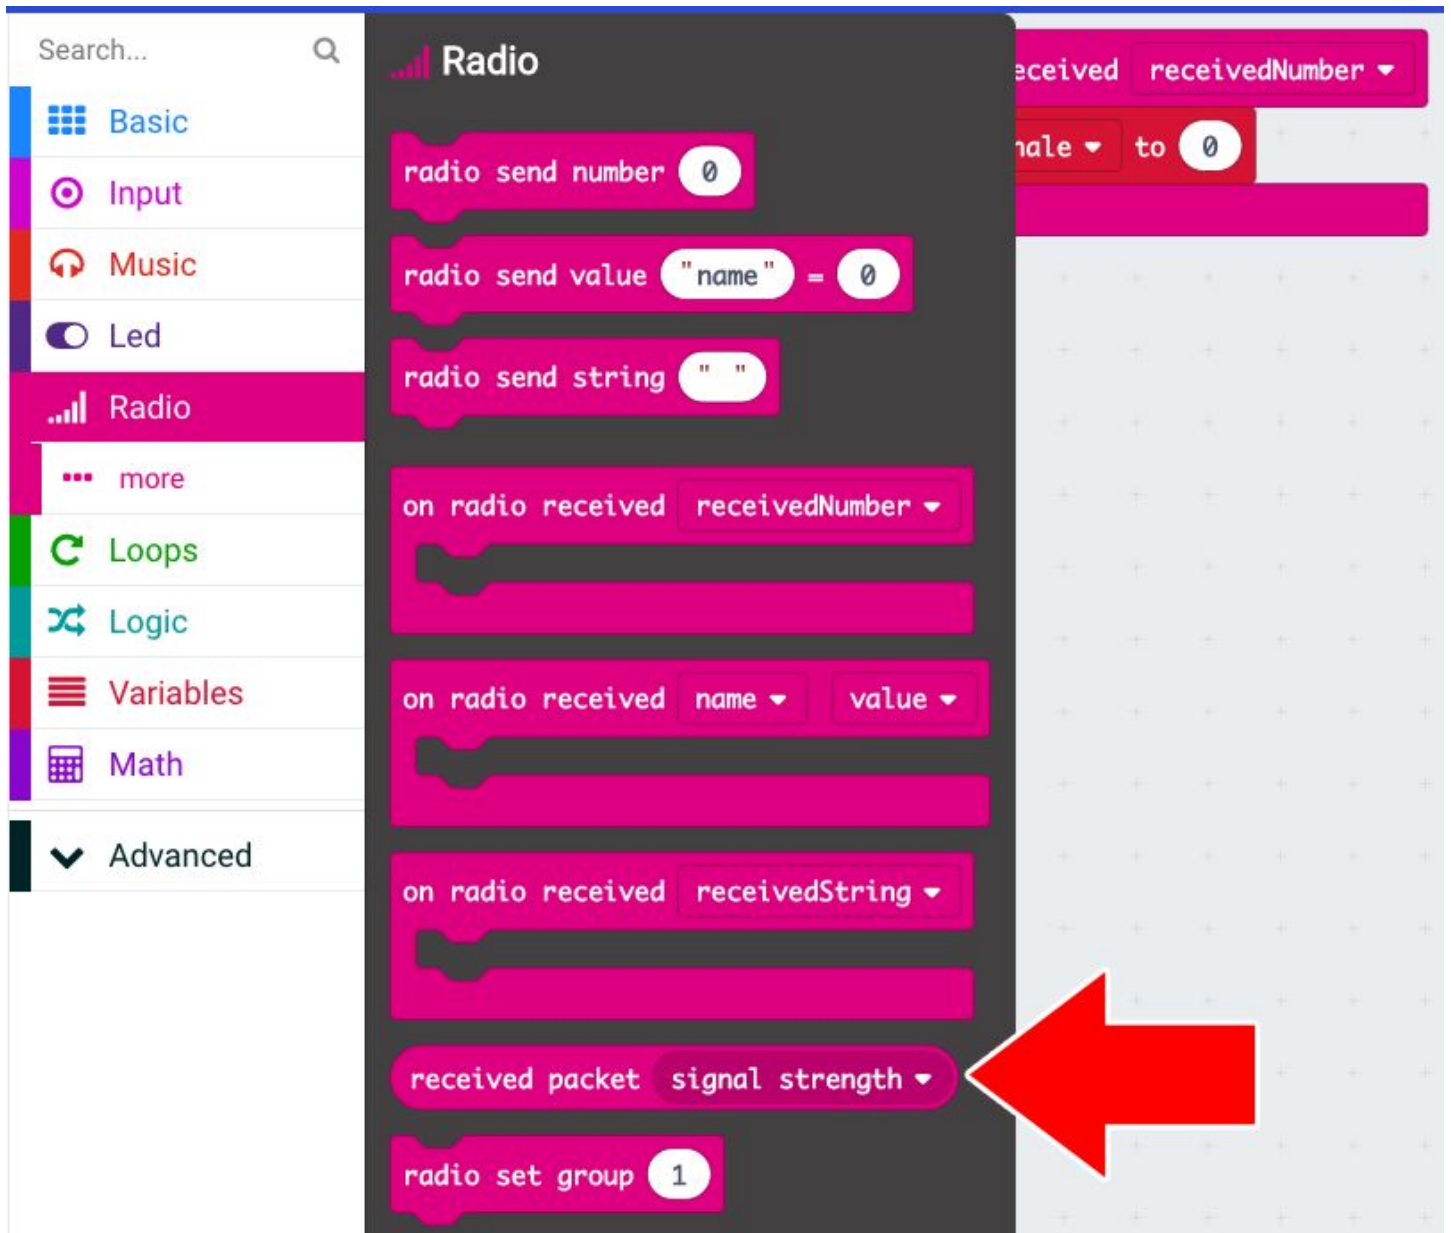 Search...
Basic
Input
Music
Led
Radio
more
Loops
Logic
Variables
Math
Advanced
Radio
radio send number 0
radio send value "name" = 0
radio send string " "
on radio received receivedNumber
on radio received name value
on radio received receivedString
received packet signal strength
radio set group 1
eceived receivedNumber
to 0